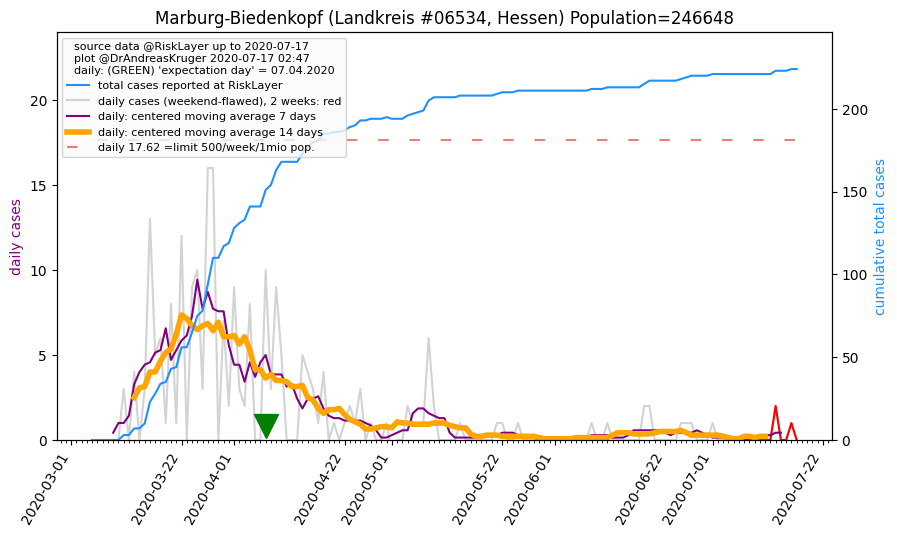 Marburg-Biedenkopf (Landkreis #06534, Hessen) Population=246648
source data @RiskLayer up to 2020-07-17
plot @DrAndreasKruger 2020-07-17 02:47
daily: (GREEN) 'expectation day' = 07.04.2020
total cases reported at RiskLayer
daily cases (weekend-flawed), 2 weeks: red
daily: centered moving average 7 days
daily: centered moving average 14 days
daily 17.62 =limit 500/week/1mio pop.
daily cases
20
15
10
5
0
cumulative total cases
200
150
100
50
0
2020-03-01
2020-03-22
2020-04-01
2020-04-22
2020-05-01
2020-05-22
2020-06-01
2020-06-22
2020-07-01
2020-07-22